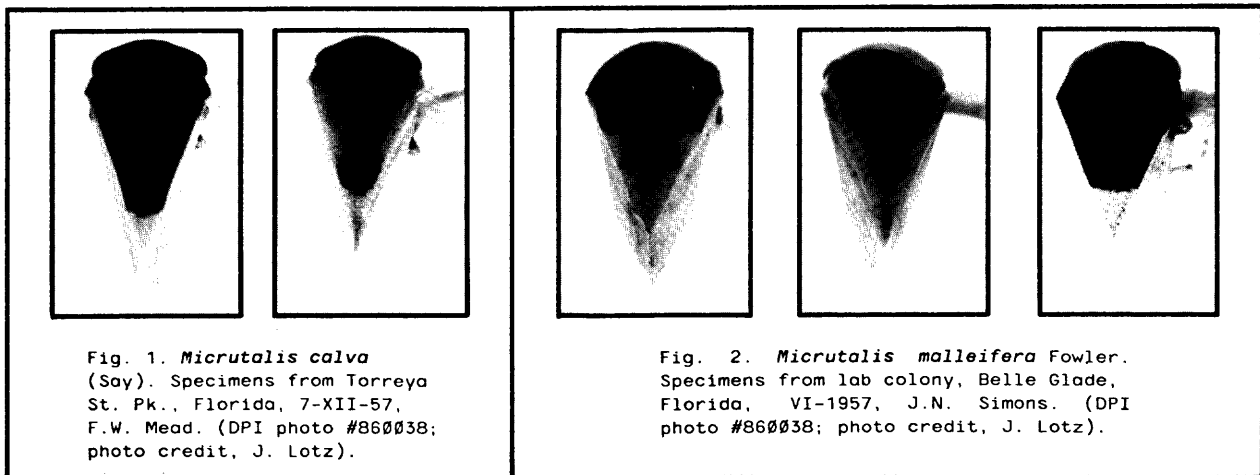 Fig. 1. Micrutalis calva
(Say). Specimens from Torreya
St. Pk., Florida, 7-XII-57,
F.W. Mead. (DPI photo #860038;
photo credit, J. Lotz).
Fig. 2. Micrutalis malleifera Fowler.
Specimens from lab colony, Belle Glade,
Florida, VI-1957, J.N. Simons. (DPI
photo #860038; photo credit, J. Lotz).